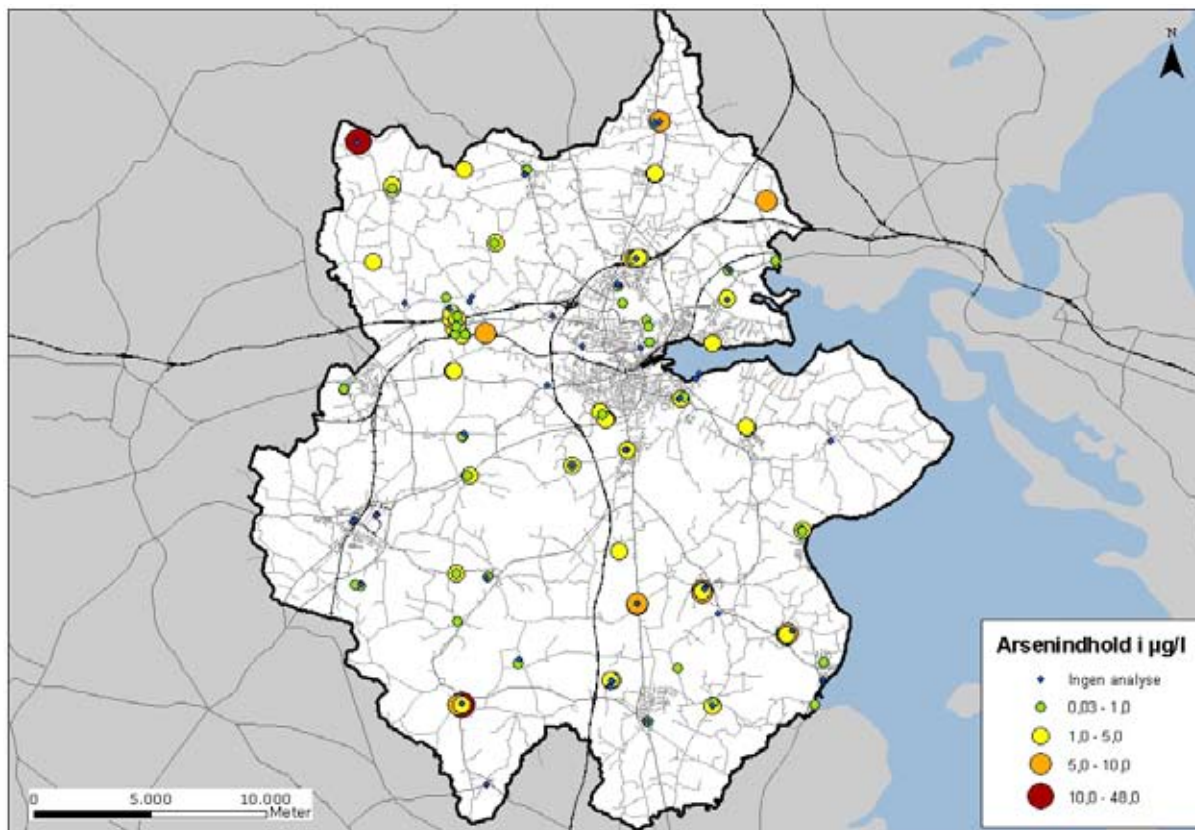 N
Arsenindhold i µg/l
Ingen analyse
0,03 - 1,0
1,0 - 5,0
5,0 - 10,0
10,0 - 48,0
0 5.000 10.000
Meter